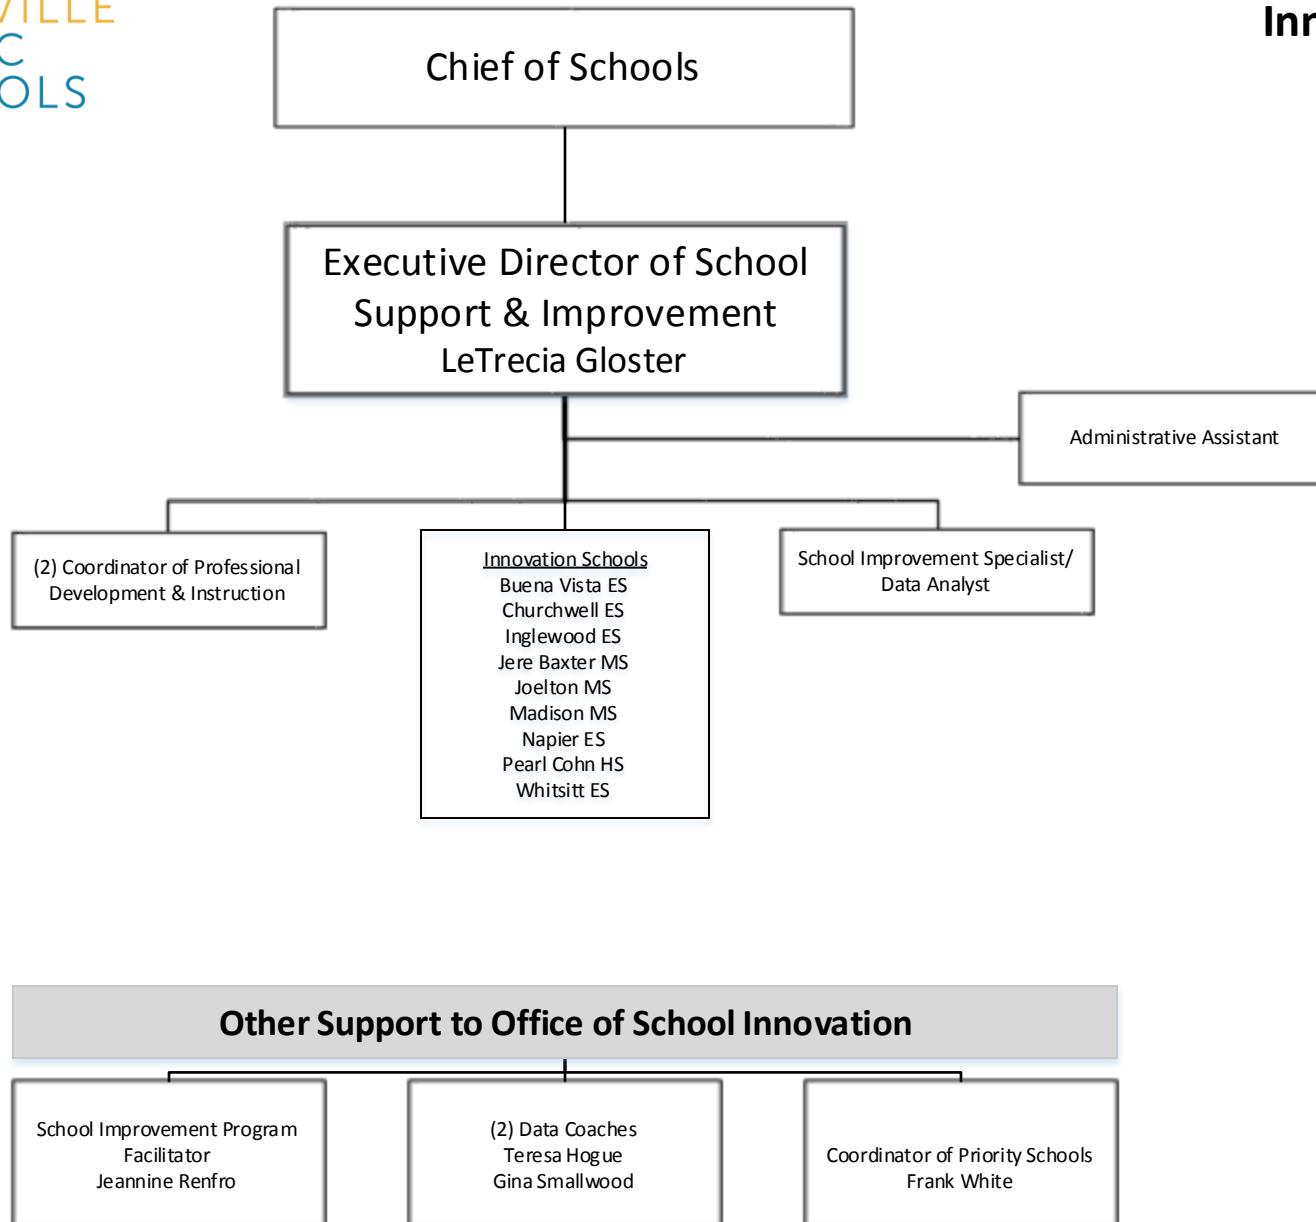 VILLE
C
OLS
Inn
Chief of Schools
Executive Director of School
Support & Improvement
LeTrecia Gloster
Administrative Assistant
(2) Coordinator of Professional
Development & Instruction
Innovation Schools
Buena Vista ES
Churchwell ES
Inglewood ES
Jere Baxter MS
Joelton MS
Madison MS
Napier ES
Pearl Cohn HS
Whitsitt ES
School Improvement Specialist/
Data Analyst
Other Support to Office of School Innovation
School Improvement Program
Facilitator
Jeannine Renfro
(2) Data Coaches
Teresa Hogue
Gina Smallwood
Coordinator of Priority Schools
Frank White